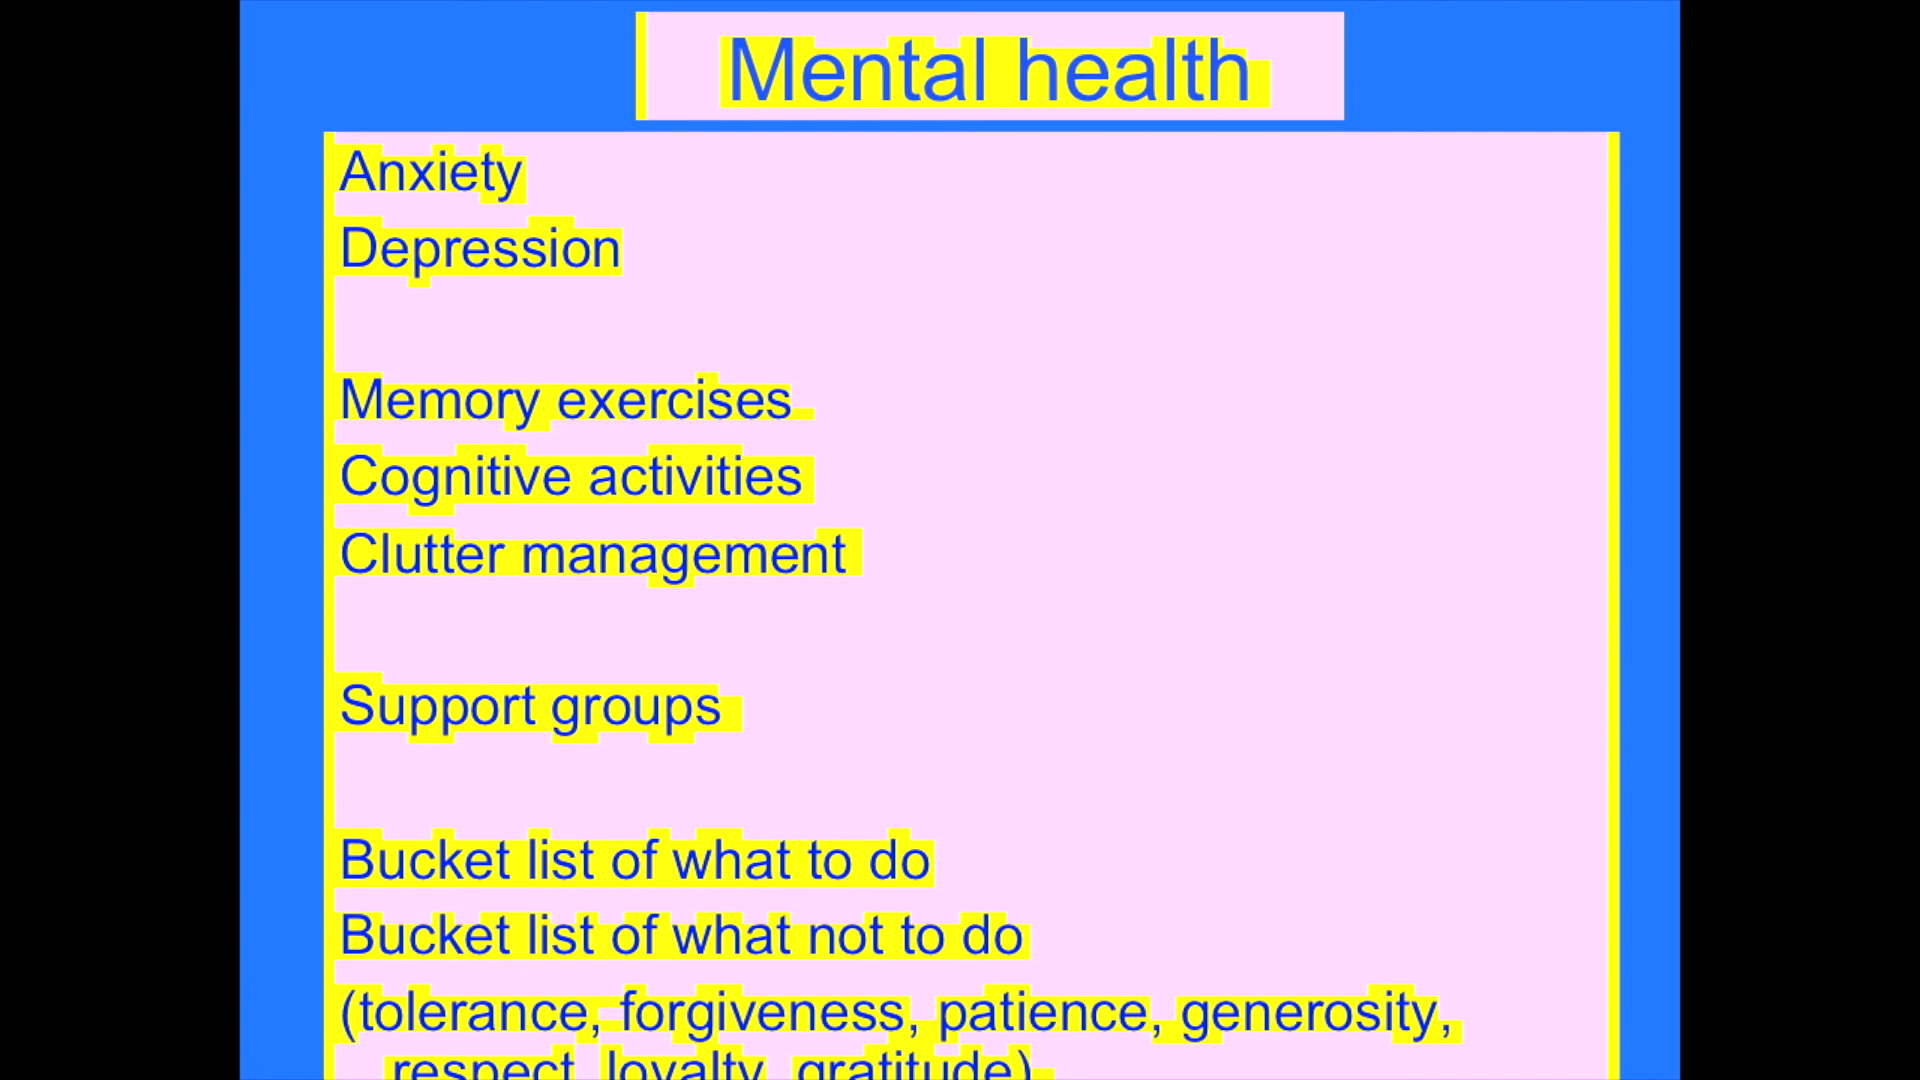 Mental health
Anxiety
Depression
Memory exercises
Cognitive activities
Clutter management
Support groups
Bucket list of what to do
Bucket list of what not to do
(tolerance, forgiveness, patience, generosity,
respect, loyalty, gratitude)